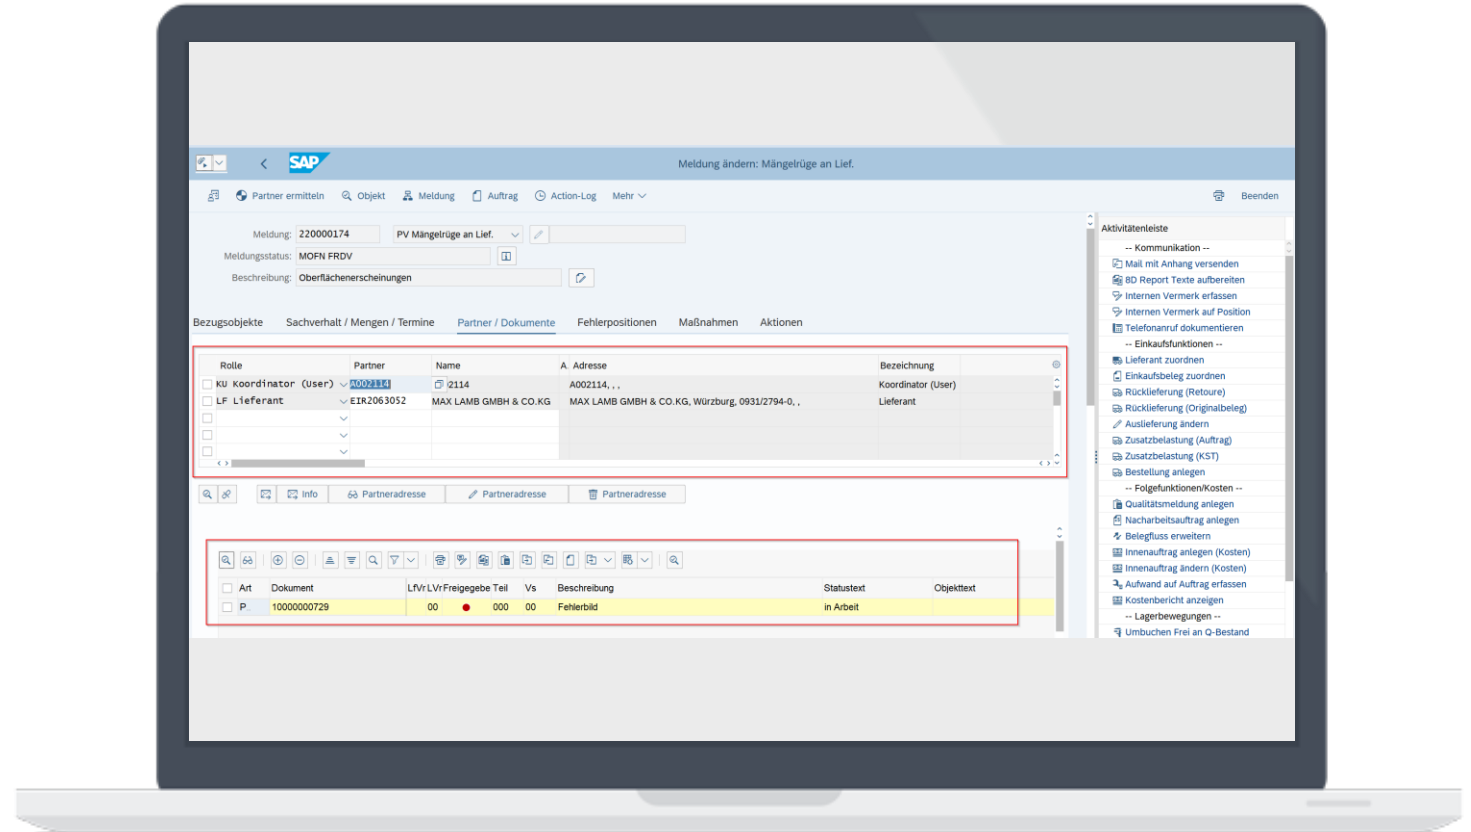 SAP
Meldung ändern: Mängelrüge an Lief.
Partner ermitteln Objekt Meldung Auftrag Action-Log Mehr Beenden
Meldung: 220000174 PV Mängelrüge an Lief.
Meldungsstatus: MOFN FRDV
Beschreibung: Oberflächenerscheinungen
Bezugsobjekte Sachverhalt / Mengen / Termine Partner / Dokumente Fehlerpositionen Maßnahmen Aktionen
Rolle Partner Name A. Adresse Bezeichnung
KU Koordinator (User) A002114 2114 A002114, , , Koordinator (User)
LF Lieferant EIR2063052 MAX LAMB GMBH & CO.KG MAX LAMB GMBH & CO.KG, Würzburg, 0931/2794-0, , Lieferant
Info Partneradresse Partneradresse Partneradresse
Art Dokument LfVr LVr Freigegebe Teil Vs Beschreibung Statustext Objekttext
P.. 10000000729 00 000 00 Fehlerbild in Arbeit
Aktivitätenleiste
-- Kommunikation --
Mail mit Anhang versenden
8D Report Texte aufbereiten
Internen Vermerk erfassen
Internen Vermerk auf Position
Telefonanruf dokumentieren
-- Einkaufsfunktionen --
Lieferant zuordnen
Einkaufsbeleg zuordnen
Rücklieferung (Retoure)
Rücklieferung (Originalbeleg)
Auslieferung ändern
Zusatzbelastung (Auftrag)
Zusatzbelastung (KST)
Bestellung anlegen
-- Folgefunktionen/Kosten --
Qualitätsmeldung anlegen
Nacharbeitsauftrag anlegen
Belegfluss erweitern
Innenauftrag anlegen (Kosten)
Innenauftrag ändern (Kosten)
Aufwand auf Auftrag erfassen
Kostenbericht anzeigen
-- Lagerbewegungen --
Umbuchen Frei an Q-Bestand